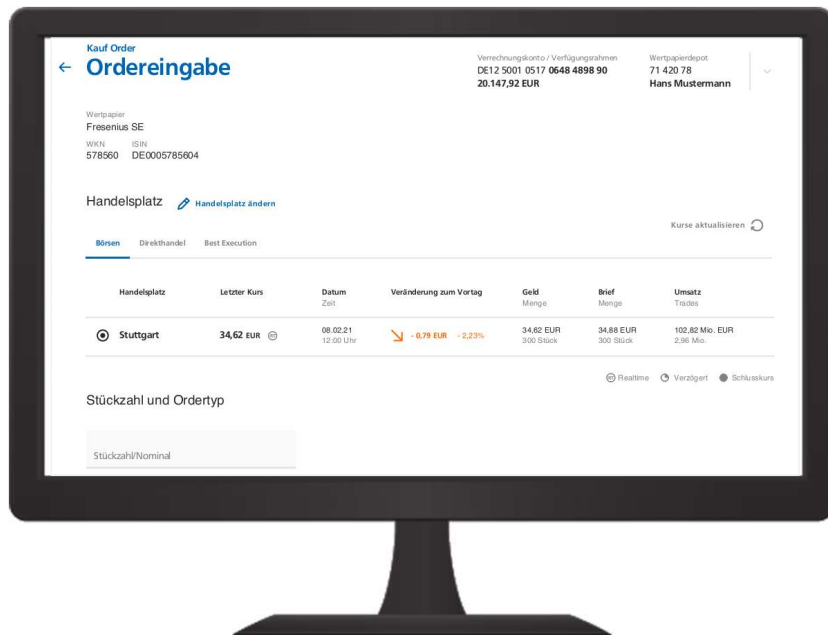 Kauf Order
← Ordereingabe
Verrechnungskonto / Verfügungsrahmen
DE12 5001 0517 0648 4898 90
20.147,92 EUR
Wertpapierdepot
71 420 78
Hans Mustermann
Wertpapier
Fresenius SE
WKN ISIN
578560 DE0005785604
Handelsplatz Handelsplatz ändern
Kurse aktualisieren
Börsen Direkthandel Best Execution
Handelsplatz Letzter Kurs Datum Veränderung zum Vortag Geld Brief Umsatz
Zeit Menge Menge Trades
Stuttgart 34,62 EUR RT 08.02.21 - 0,79 EUR - 2,23% 34,62 EUR 34,88 EUR 102,82 Mio. EUR
12:00 Uhr 300 Stück 300 Stück 2,96 Mio.
RT Realtime Verzögert Schlusskurs
Stückzahl und Ordertyp
Stückzahl/Nominal